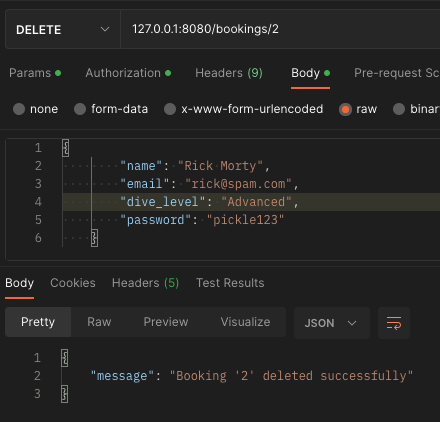 DELETE 127.0.0.1:8080/bookings/2
Params Authorization Headers (9) Body Pre-request Sc
none form-data x-www-form-urlencoded raw binar
1 {
2 "name": "Rick Morty",
3 "email": "rick@spam.com",
4 "dive_level": "Advanced",
5 "password": "pickle123"
6 }
Body Cookies Headers (5) Test Results
Pretty Raw Preview Visualize JSON
1 {
2 "message": "Booking '2' deleted successfully"
3 }